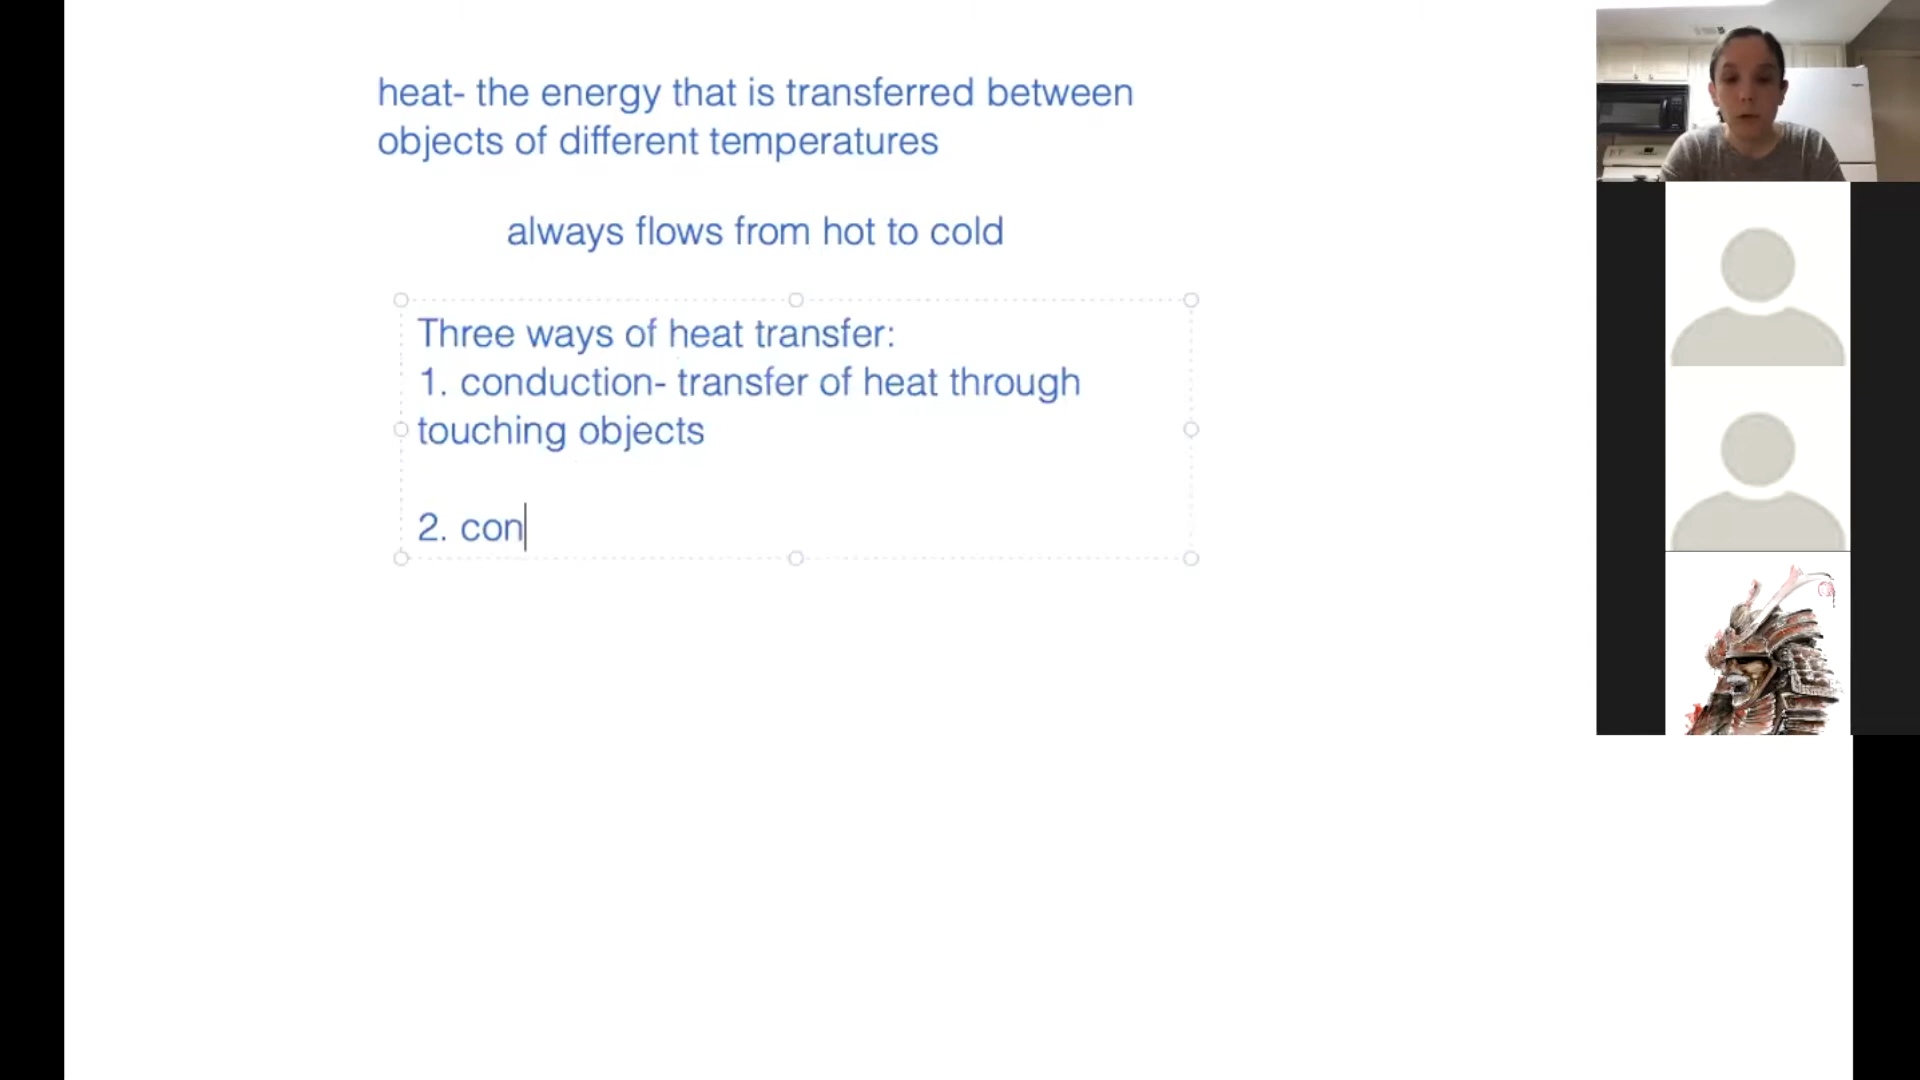 heat- the energy that is transferred between
objects of different temperatures
always flows from hot to cold
Three ways of heat transfer:
1. conduction- transfer of heat through
touching objects
2. con